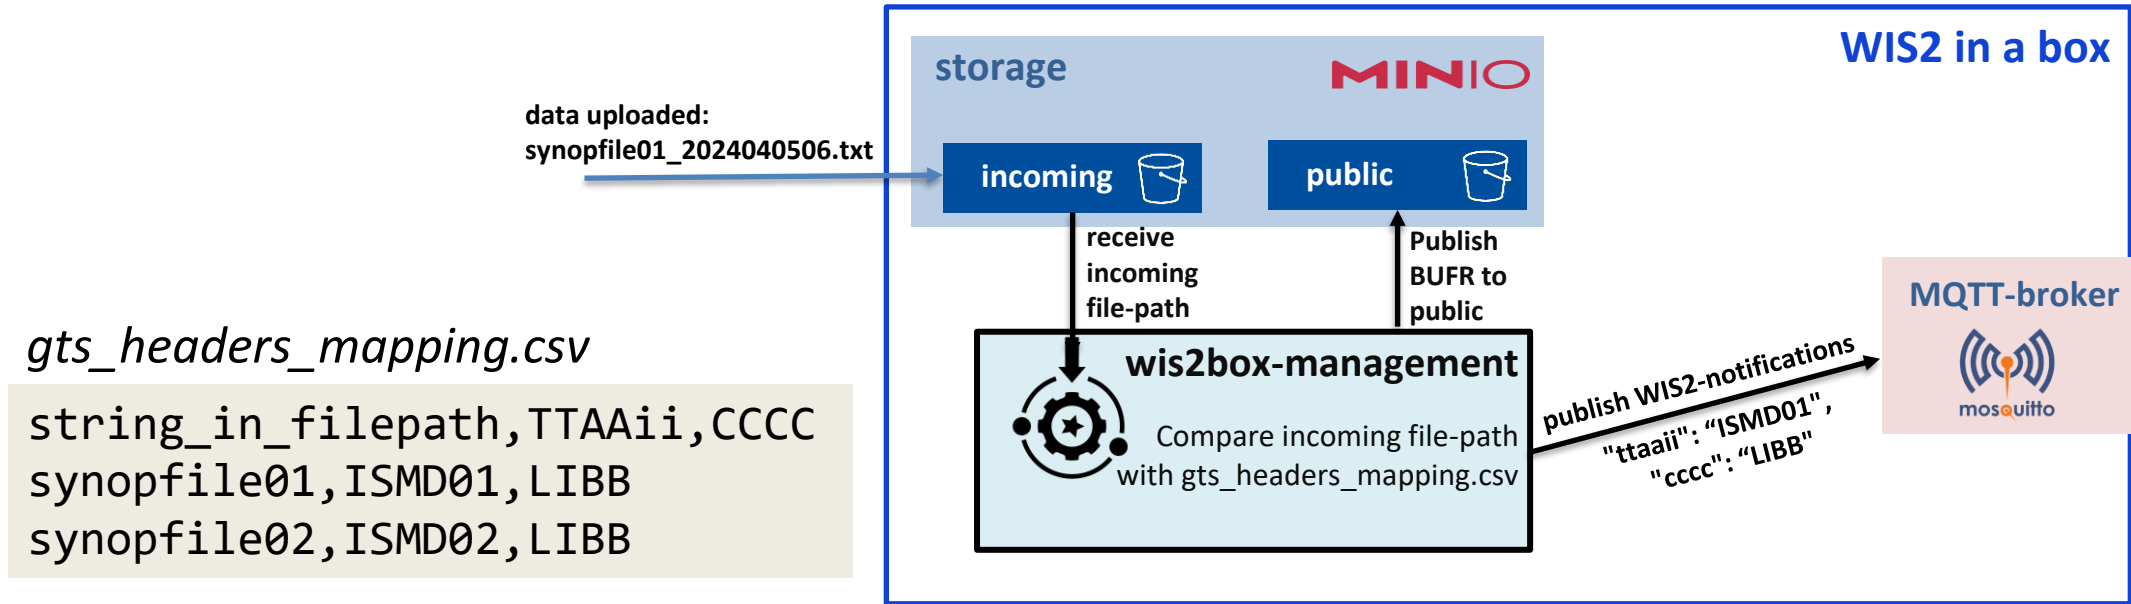 WIS2 in a box
storage
MINIO
data uploaded:
synopfile01_2024040506.txt
incoming
public
receive
incoming
file-path
Publish
BUFR to
public
MQTT-broker
mosquitto
gts_headers_mapping.csv
string_in_filepath,TTAAii,CCCC
synopfile01,ISMD01,LIBB
synopfile02,ISMD02,LIBB
wis2box-management
Compare incoming file-path
with gts_headers_mapping.csv
publish WIS2-notifications
"ttaaii": “ISMD01",
"cccc": “LIBB"